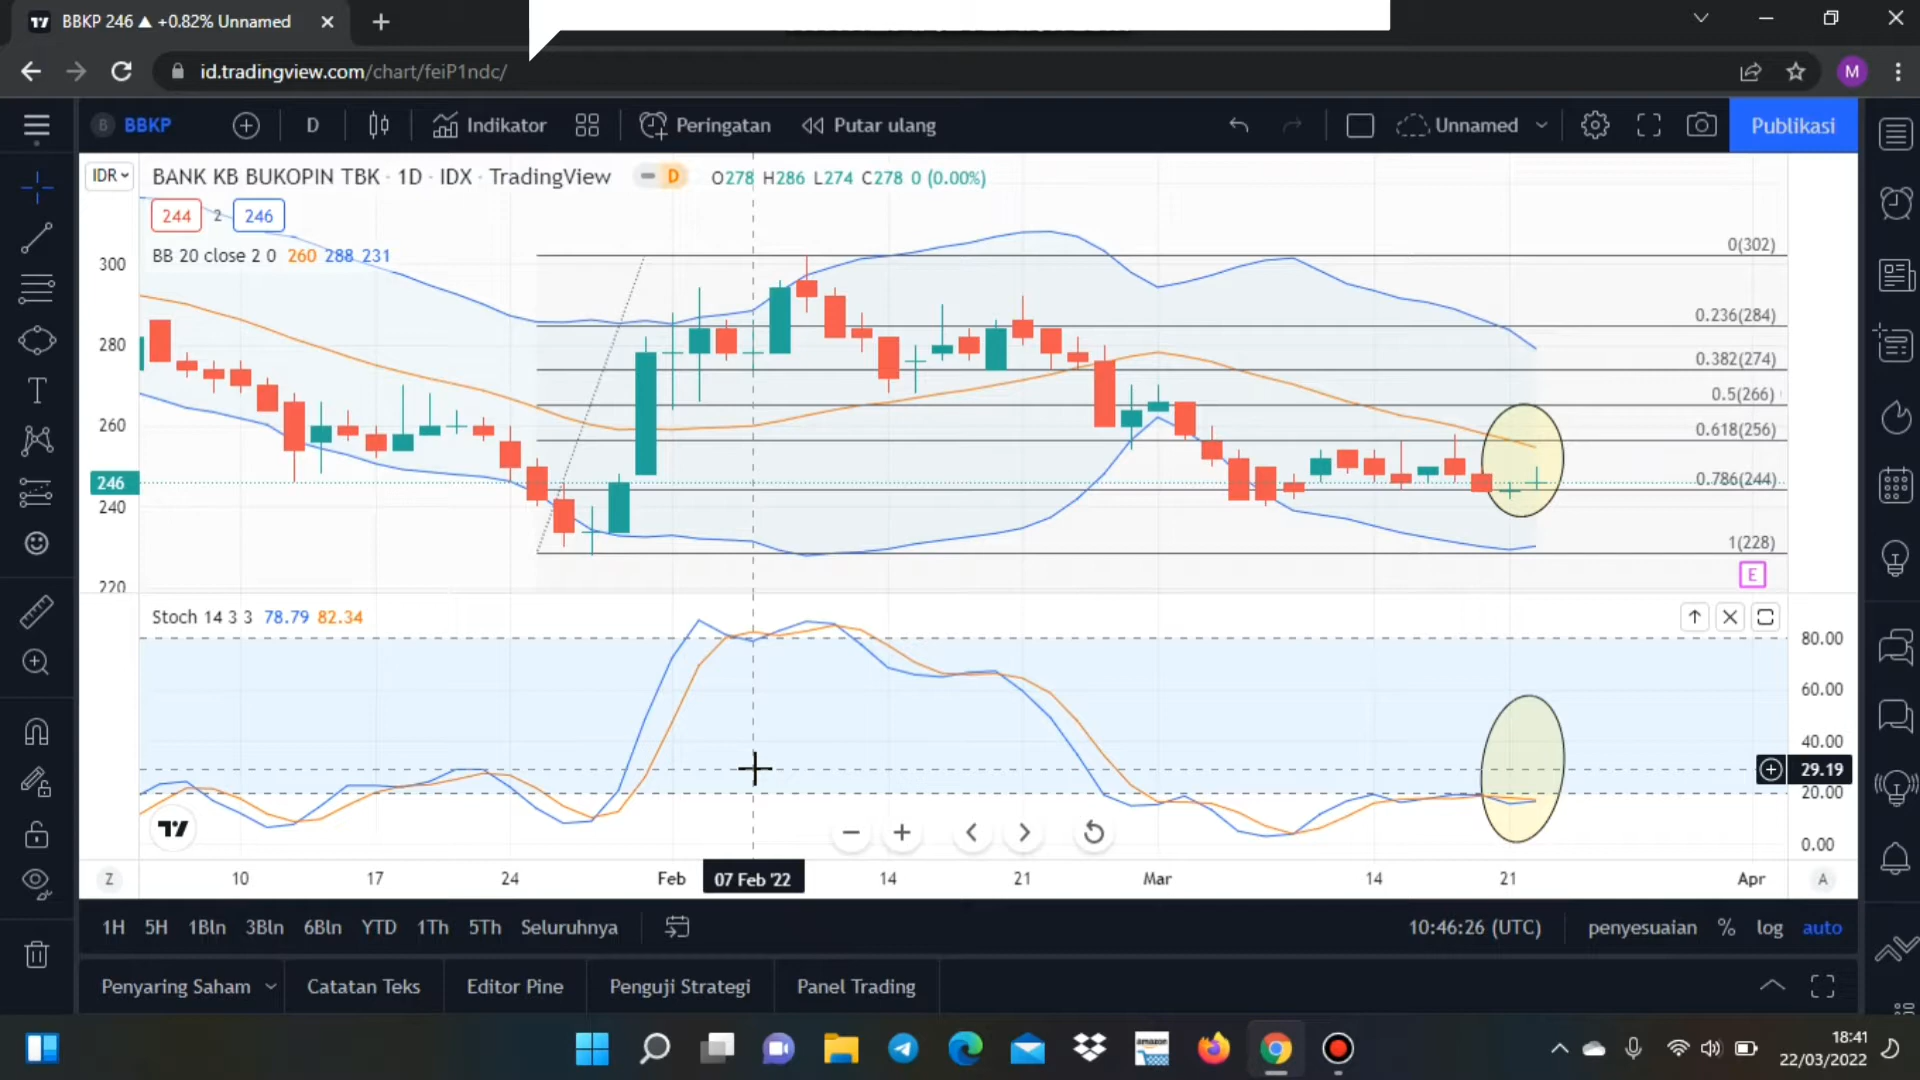 BBKP 246 ▲ +0.82% Unnamed
id.tradingview.com/chart/feiP1ndc/
M
B BBKP D Indikator Peringatan Putar ulang Unnamed Publikasi
IDR BANK KB BUKOPIN TBK · 1D · IDX · TradingView D O278 H286 L274 C278 0 (0.00%)
244 2 246
BB 20 close 2 0 260 288 231
300
280
260
246
240
220
0(302)
0.236(284)
0.382(274)
0.5(266)
0.618(256)
0.786(244)
1(228)
E
Stoch 14 3 3 78.79 82.34
80.00
60.00
40.00
29.19
20.00
0.00
Z 10 17 24 Feb 07 Feb '22 14 21 Mar 14 21 Apr A
1H 5H 1Bln 3Bln 6Bln YTD 1Th 5Th Seluruhnya 10:46:26 (UTC) penyesuaian % log auto
Penyaring Saham Catatan Teks Editor Pine Penguji Strategi Panel Trading
amazon
18:41
22/03/2022